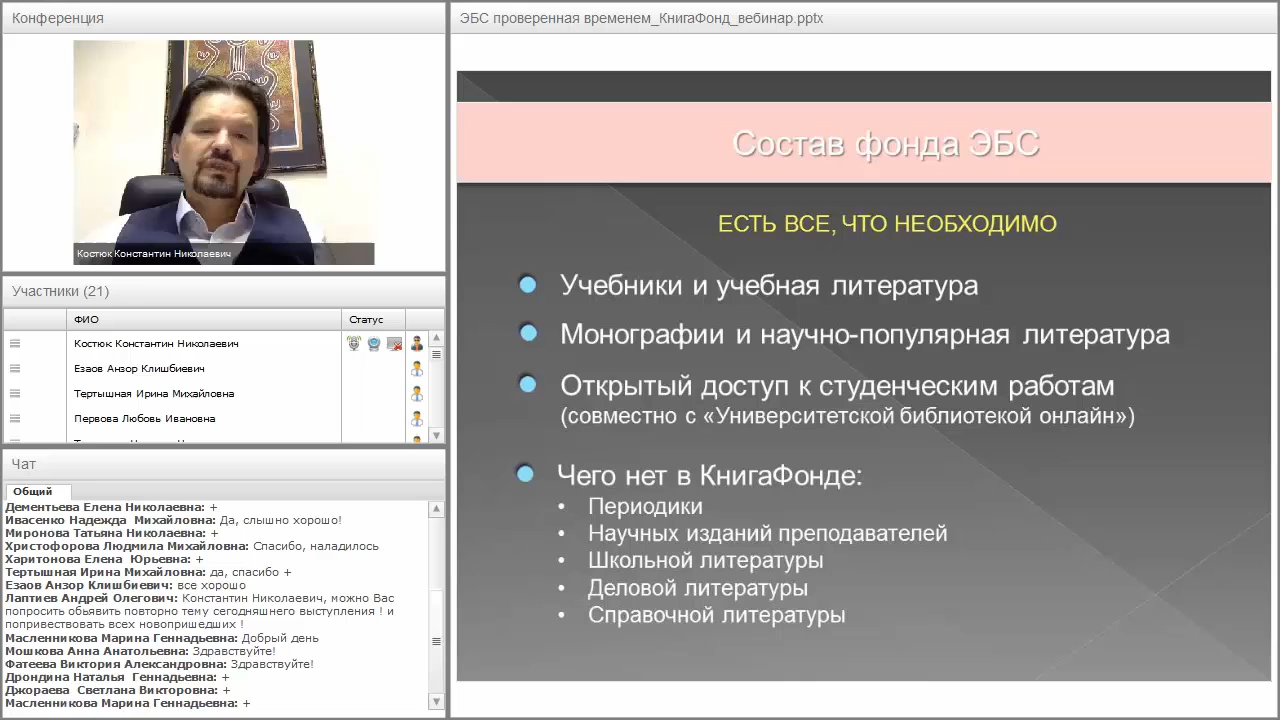 Конференция
Костюк Константин Николаевич
Участники (21)
ФИО
Статус
Костюк Константин Николаевич
Езаов Анзор Клишбиевич
Тертышная Ирина Михайловна
Первова Любовь Ивановна
Чат
Общий
Дементьева Елена Николаевна: +
Ивасенко Надежда Михайловна: Да, слышно хорошо!
Миронова Татьяна Николаевна: +
Христофорова Людмила Михайловна: Спасибо, наладилось
Харитонова Елена Юрьевна: +
Тертышная Ирина Михайловна: да, спасибо +
Езаов Анзор Клишбиевич: все хорошо
Лаптиев Андрей Олегович: Константин Николаевич, можно Вас
попросить обьявить повторно тему сегодняшнего выступления ! и
поприветствовать всех новопришедших !
Масленникова Марина Геннадьевна: Добрый день
Мошкова Анна Анатольевна: Здравствуйте!
Фатеева Виктория Александровна: Здравствуйте!
Дрондина Наталья Геннадьевна: +
Джораева Светлана Викторовна: +
Масленникова Марина Геннадьевна: +
ЭБС проверенная временем_КнигаФонд_вебинар.pptx
Состав фонда ЭБС
ЕСТЬ ВСЕ, ЧТО НЕОБХОДИМО
Учебники и учебная литература
Монографии и научно-популярная литература
Открытый доступ к студенческим работам
(совместно с «Университетской библиотекой онлайн»)
Чего нет в КнигаФонде:
• Периодики
• Научных изданий преподавателей
• Школьной литературы
• Деловой литературы
• Справочной литературы